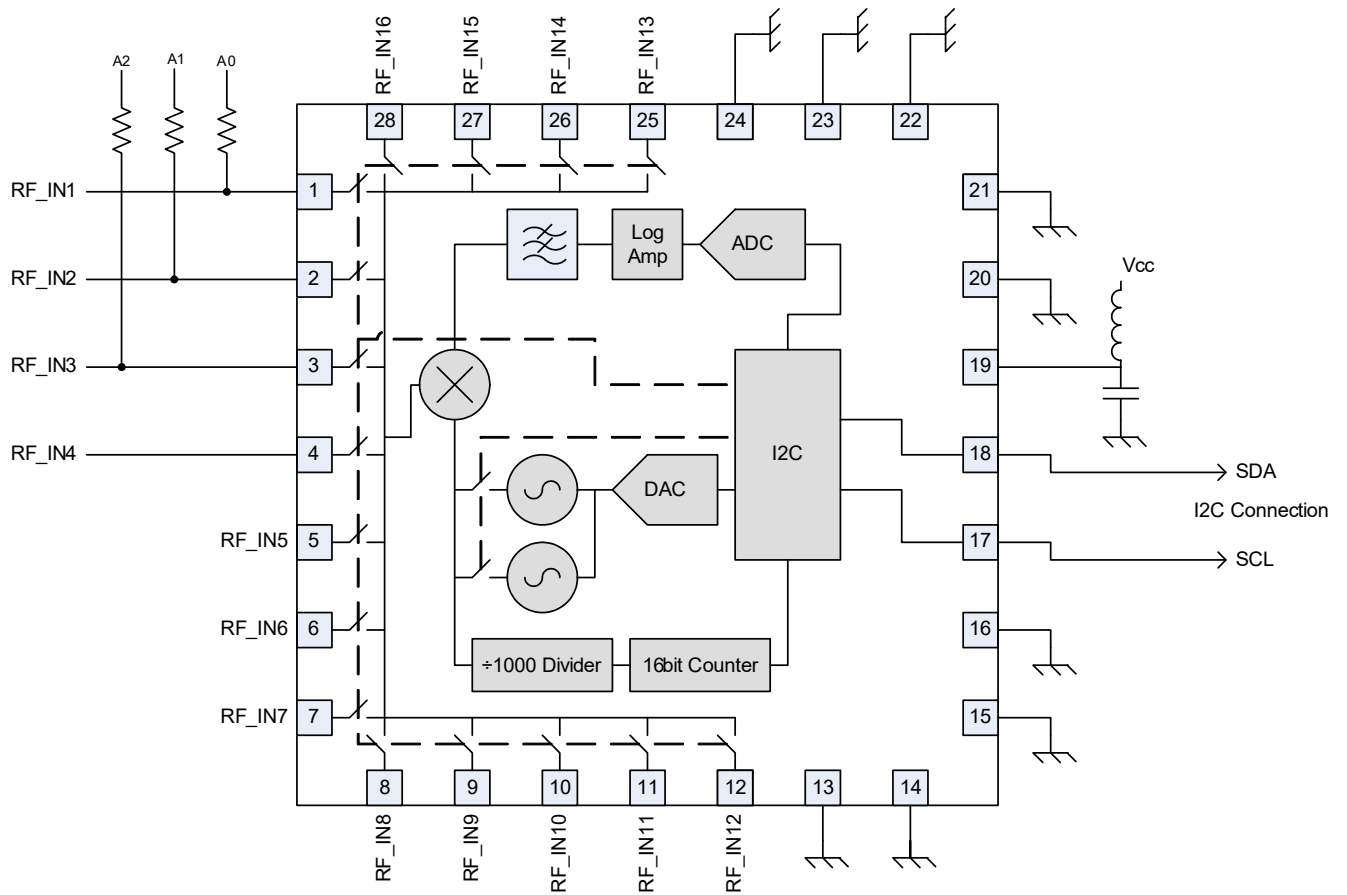 RF_IN16
RF_IN15
RF_IN14
RF_IN13
A2
A1
A0
28
27
26
25
24
23
22
RF_IN1
1
21
Log
Amp
ADC
RF_IN2
2
20
Vcc
RF_IN3
3
19
RF_IN4
4
I2C
18
SDA
DAC
I2C Connection
RF_IN5
5
17
SCL
RF_IN6
6
16
÷1000 Divider
16bit Counter
RF_IN7
7
15
8
9
10
11
12
13
14
RF_IN8
RF_IN9
RF_IN10
RF_IN11
RF_IN12